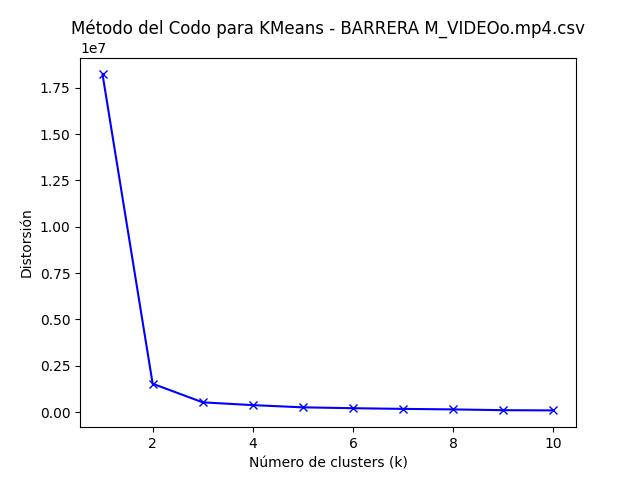 Método del Codo para KMeans - BARRERA M_VIDEOo.mp4.csv
1e7
1.75
1.50
1.25
1.00
0.75
0.50
0.25
0.00
Distorsión
2 4 6 8 10
Número de clusters (k)